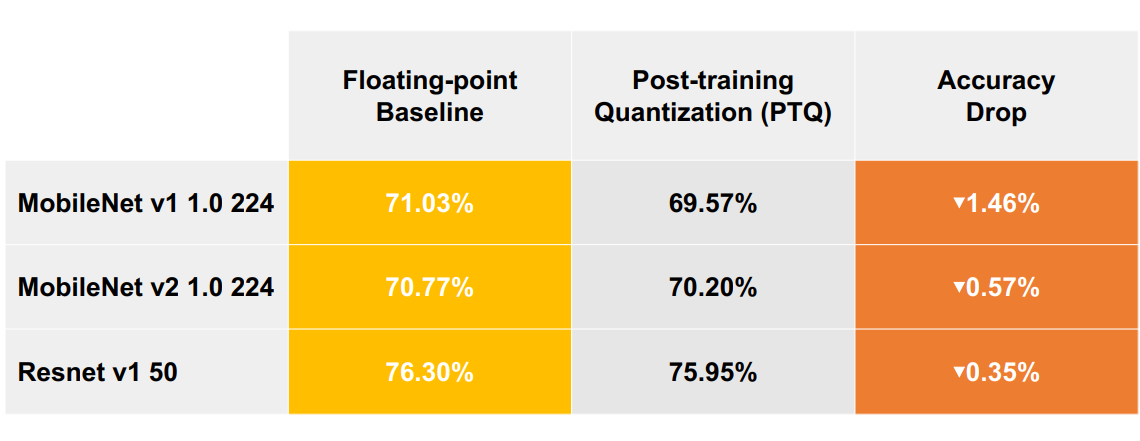 Floating-point Baseline Post-training Quantization (PTQ) Accuracy Drop
MobileNet v1 1.0 224 71.03% 69.57% ▼1.46%
MobileNet v2 1.0 224 70.77% 70.20% ▼0.57%
Resnet v1 50 76.30% 75.95% ▼0.35%